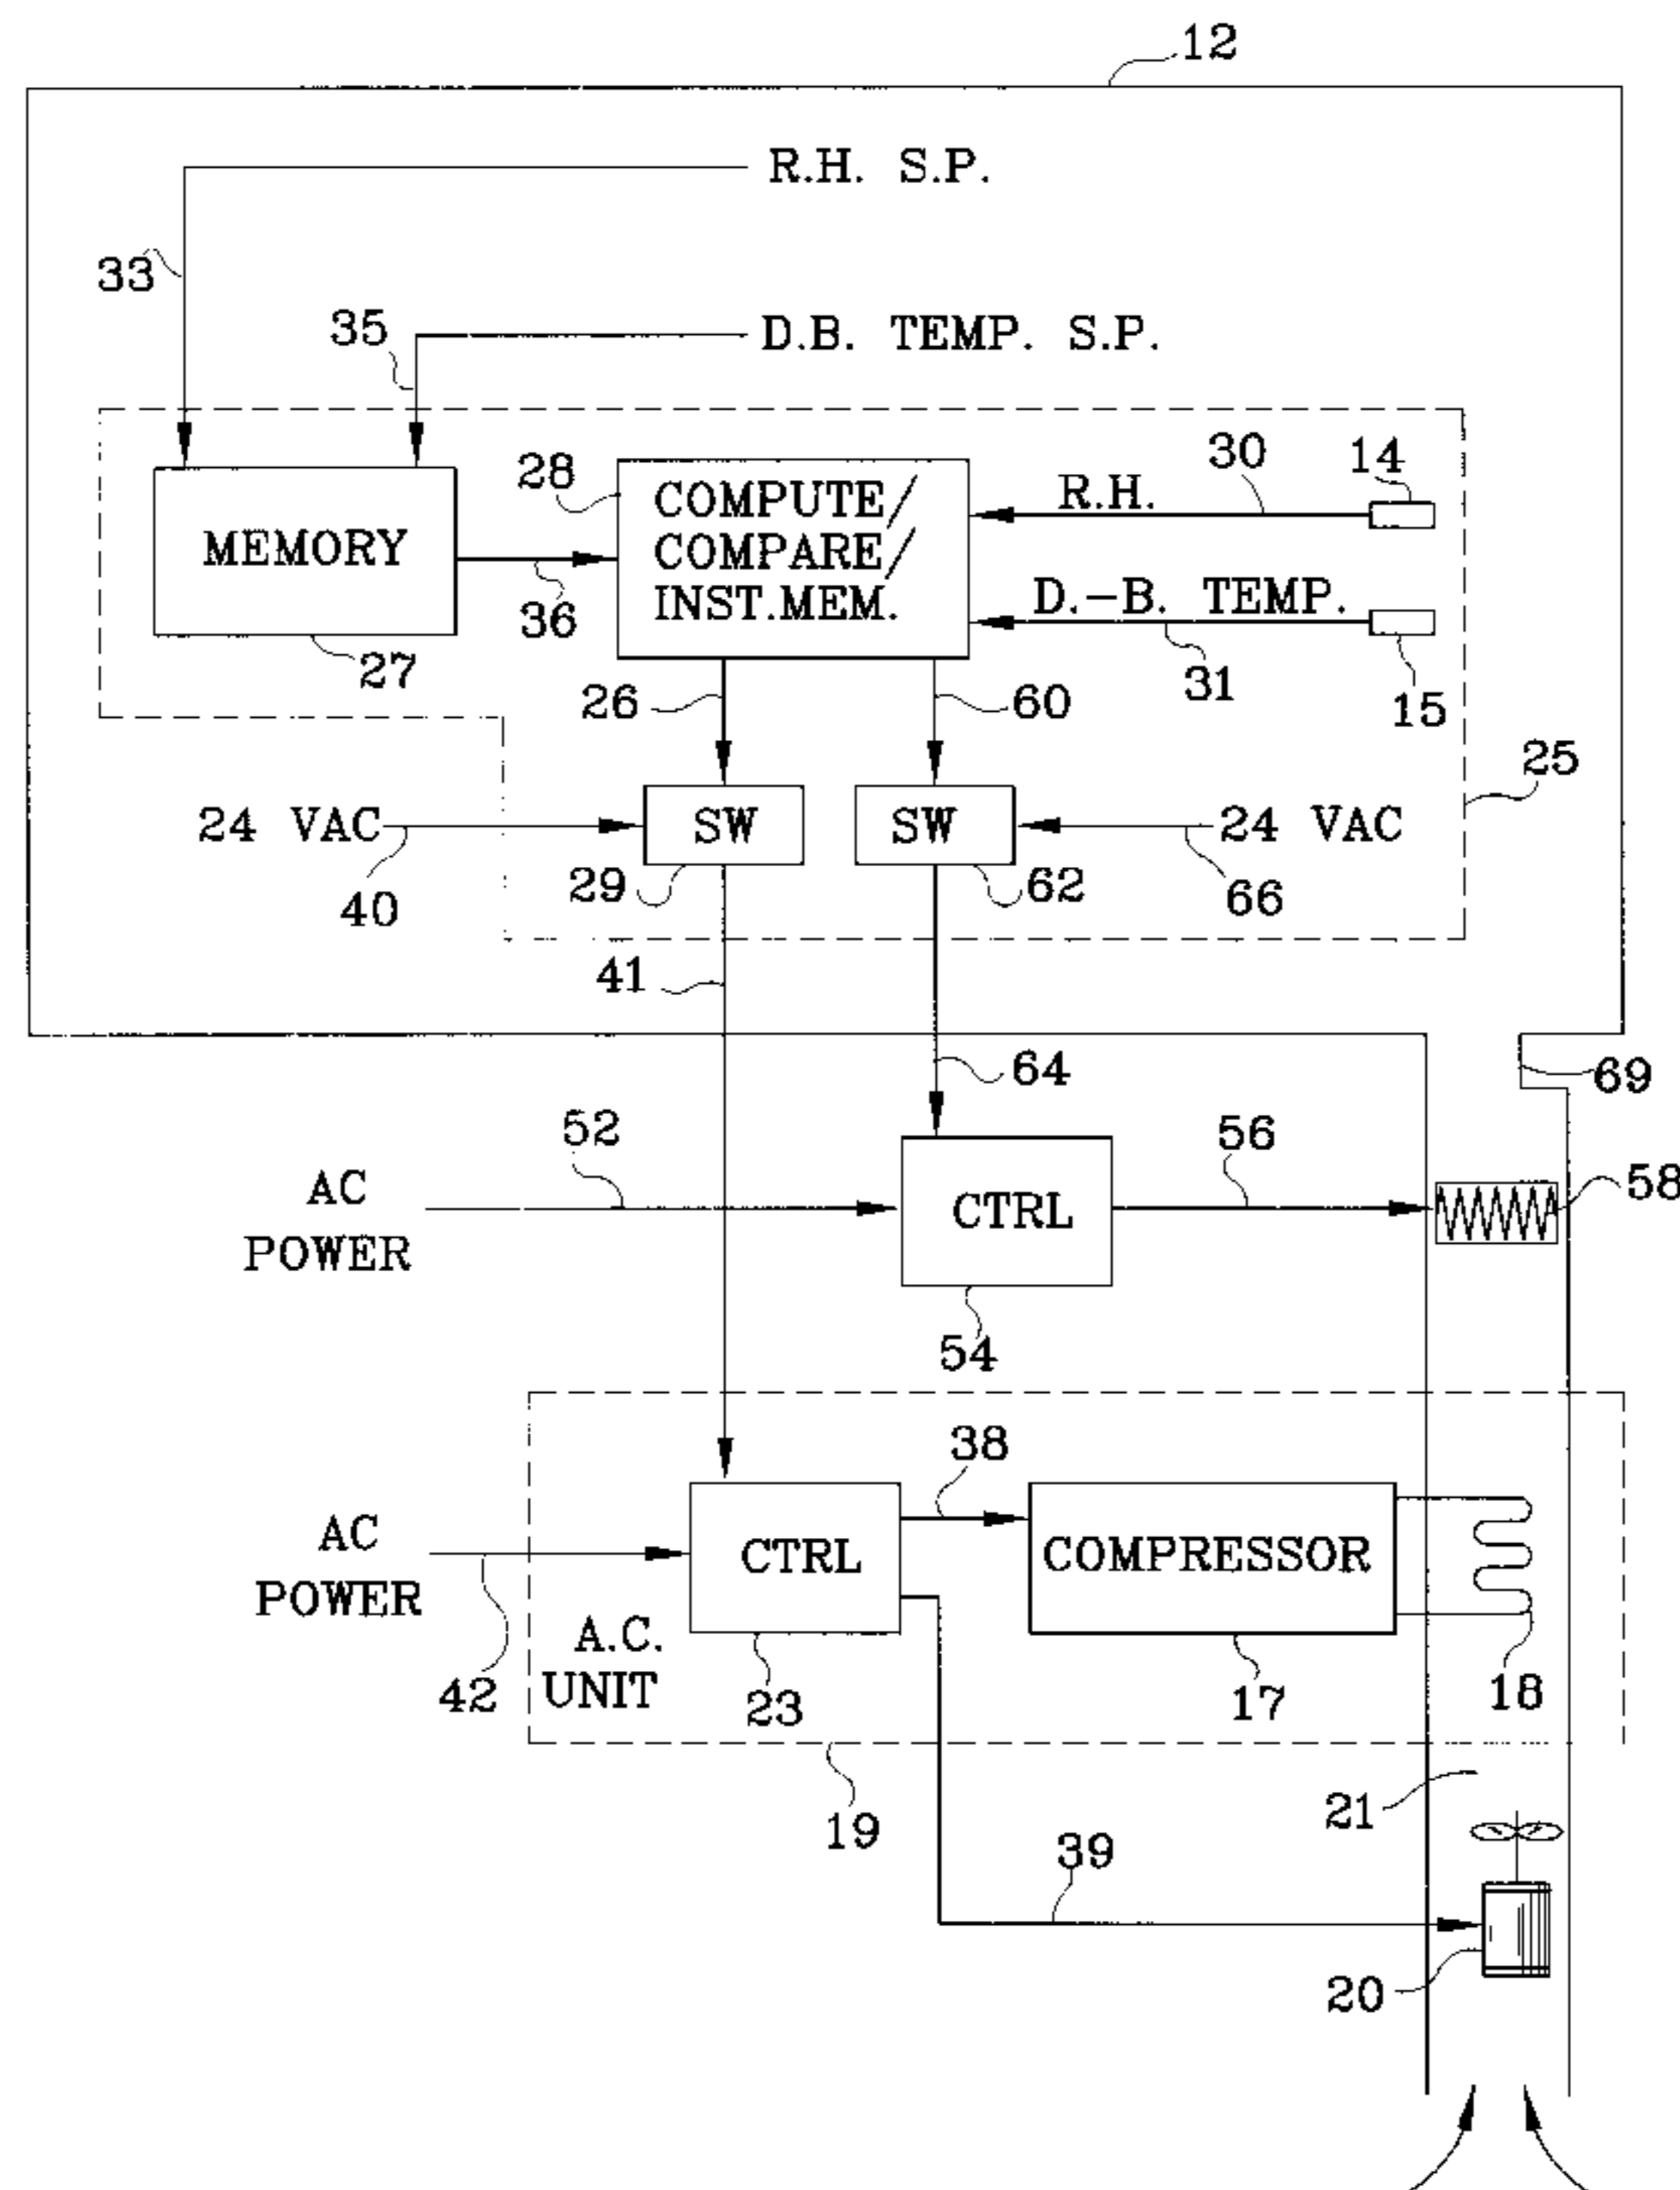 12
R.H. S.P.
33
35
D.B. TEMP. S.P.
28
COMPUTE/
COMPARE/
INST.MEM.
R.H.
30
14
MEMORY
36
D.-B. TEMP.
27
26
60
31
15
25
24 VAC
SW
SW
24 VAC
40
29
62
66
41
64
69
52
56
58
AC
POWER
CTRL
54
38
AC
POWER
CTRL
COMPRESSOR
42
A.C.
UNIT
23
17
18
19
21
39
20